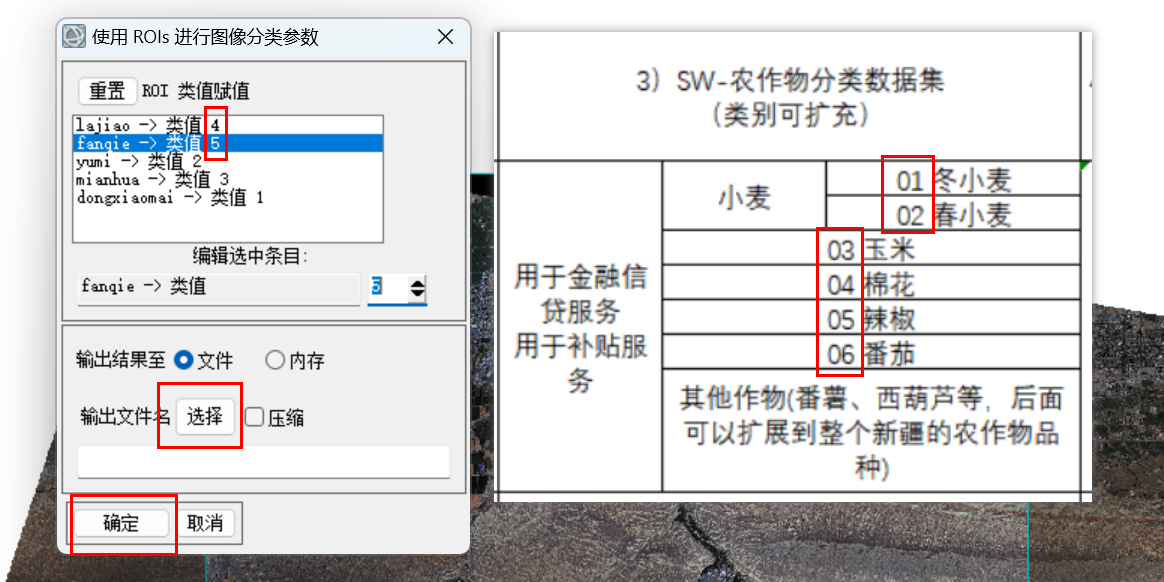 使用 ROIs 进行图像分类参数
重置 ROI 类值赋值
lajiao -> 类值 4
fanqie -> 类值 5
yumi -> 类值 2
mianhua -> 类值 3
dongxiaomai -> 类值 1
编辑选中条目:
fanqie -> 类值 5
输出结果至 文件 内存
输出文件名 选择 压缩
确定 取消
3）SW-农作物分类数据集
（类别可扩充）
用于金融信
贷服务
用于补贴服
务
小麦
01 冬小麦
02 春小麦
03 玉米
04 棉花
05 辣椒
06 番茄
其他作物(番薯、西葫芦等，后面
可以扩展到整个新疆的农作物品
种)